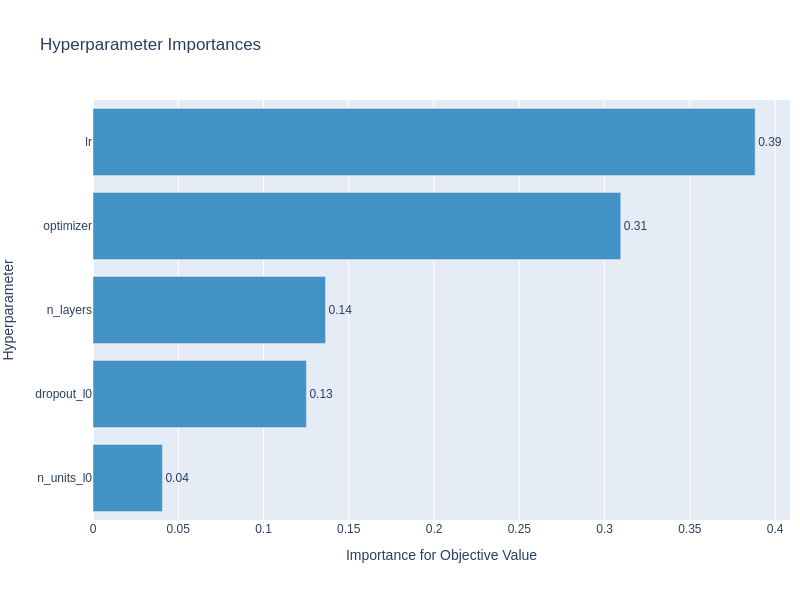 Hyperparameter Importances
Hyperparameter
lr
0.39
optimizer
0.31
n_layers
0.14
dropout_l0
0.13
n_units_l0
0.04
0 0.05 0.1 0.15 0.2 0.25 0.3 0.35 0.4
Importance for Objective Value